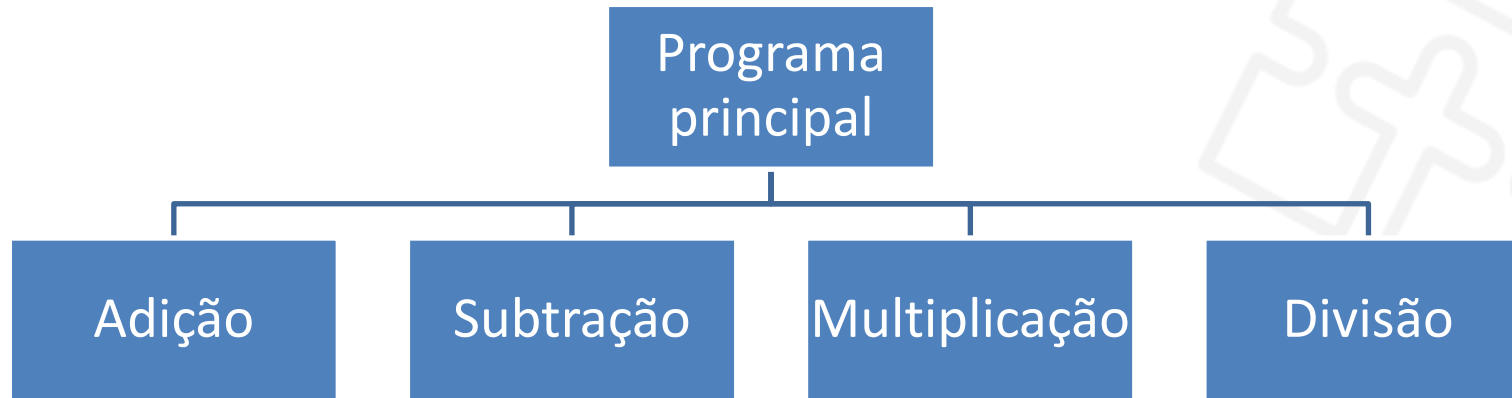 Programa
principal
Adição
Subtração
Multiplicação
Divisão